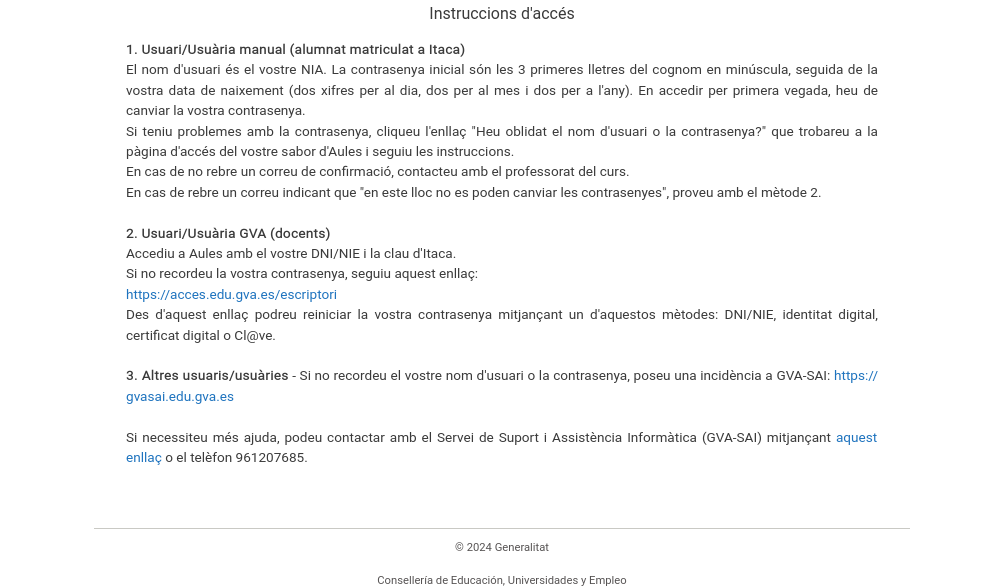 Instruccions d'accés
1. Usuari/Usuària manual (alumnat matriculat a Itaca)
El nom d'usuari és el vostre NIA. La contrasenya inicial són les 3 primeres lletres del cognom en minúscula, seguida de la
vostra data de naixement (dos xifres per al dia, dos per al mes i dos per a l'any). En accedir per primera vegada, heu de
canviar la vostra contrasenya.
Si teniu problemes amb la contrasenya, cliqueu l'enllaç "Heu oblidat el nom d'usuari o la contrasenya?" que trobareu a la
pàgina d'accés del vostre sabor d'Aules i seguiu les instruccions.
En cas de no rebre un correu de confirmació, contacteu amb el professorat del curs.
En cas de rebre un correu indicant que "en este lloc no es poden canviar les contrasenyes", proveu amb el mètode 2.
2. Usuari/Usuària GVA (docents)
Accediu a Aules amb el vostre DNI/NIE i la clau d'Itaca.
Si no recordeu la vostra contrasenya, seguiu aquest enllaç:
https://acces.edu.gva.es/escriptori
Des d'aquest enllaç podreu reiniciar la vostra contrasenya mitjançant un d'aquestos mètodes: DNI/NIE, identitat digital,
certificat digital o Cl@ve.
3. Altres usuaris/usuàries - Si no recordeu el vostre nom d'usuari o la contrasenya, poseu una incidència a GVA-SAI: https://
gvasai.edu.gva.es
Si necessiteu més ajuda, podeu contactar amb el Servei de Suport i Assistència Informàtica (GVA-SAI) mitjançant aquest
enllaç o el telèfon 961207685.
© 2024 Generalitat
Consellería de Educación, Universidades y Empleo